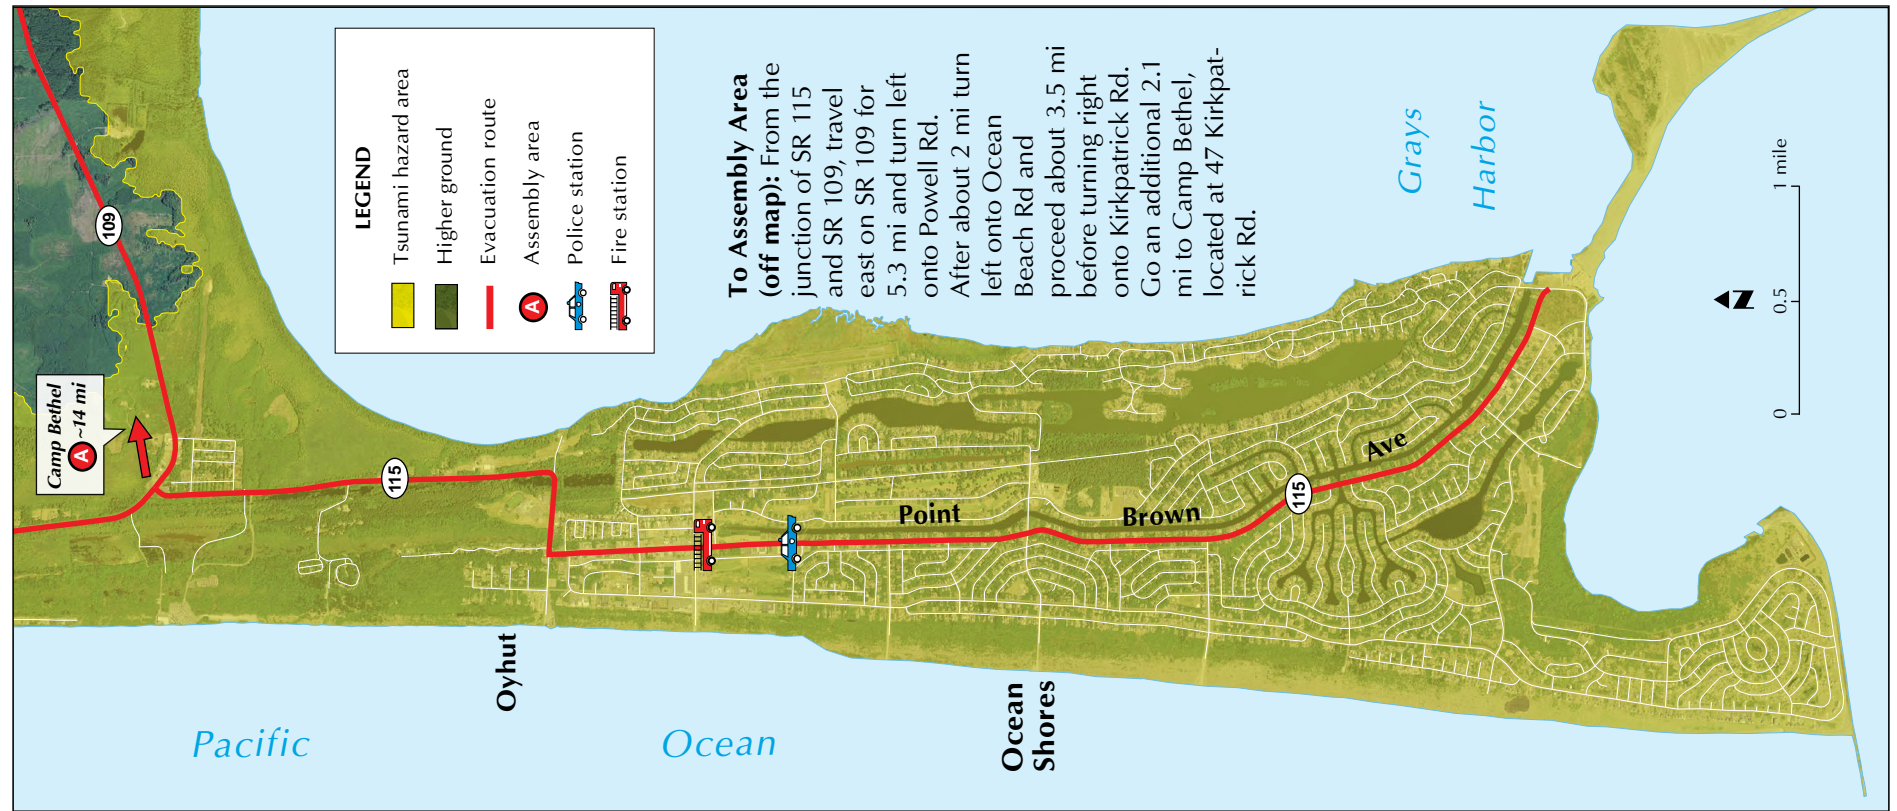 Camp Bethel
A ~14 mi
109
115
LEGEND
Tsunami hazard area
Higher ground
Evacuation route
A Assembly area
Police station
Fire station
To Assembly Area
(off map): From the
junction of SR 115
and SR 109, travel
east on SR 109 for
5.3 mi and turn left
onto Powell Rd.
After about 2 mi turn
left onto Ocean
Beach Rd and
proceed about 3.5 mi
before turning right
onto Kirkpatrick Rd.
Go an additional 2.1
mi to Camp Bethel,
located at 47 Kirkpat-
rick Rd.
Oyhut
Ocean
Shores
Point
Brown
Ave
115
Pacific
Ocean
Grays
Harbor
N
0
0.5
1 mile